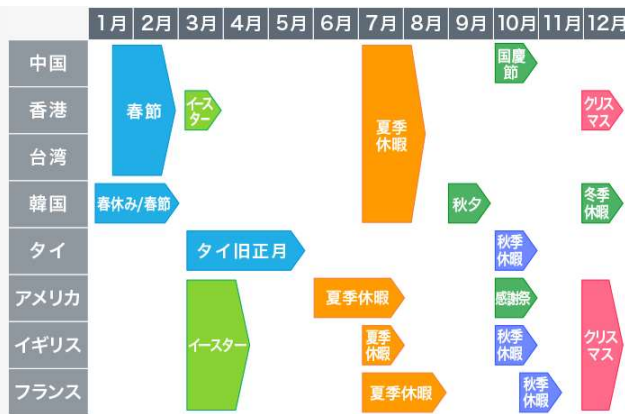 1月 2月 3月 4月 5月 6月 7月 8月 9月 10月 11月 12月
中国
国慶
節
香港
春節
イース
ター
夏季
休暇
クリス
マス
台湾
韓国
春休み/春節
秋夕
冬季
休暇
タイ
タイ旧正月
秋季
休暇
アメリカ
夏季休暇
感謝祭
イギリス
イースター
夏季
休暇
秋季
休暇
クリス
マス
フランス
夏季休暇
秋季
休暇